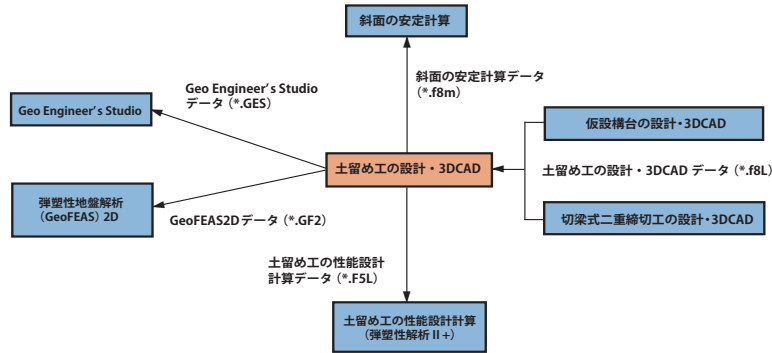 斜面の安定計算
斜面の安定計算データ
(*.f8m)
Geo Engineer's Studio
データ (*.GES)
Geo Engineer's Studio
仮設構台の設計・3DCAD
土留め工の設計・3DCAD
土留め工の設計・3DCAD データ (*.f8L)
弾塑性地盤解析
(GeoFEAS) 2D
GeoFEAS2Dデータ (*.GF2)
切梁式二重締切工の設計・3DCAD
土留め工の性能設計
計算データ (*.F5L)
土留め工の性能設計計算
(弾塑性解析II+)